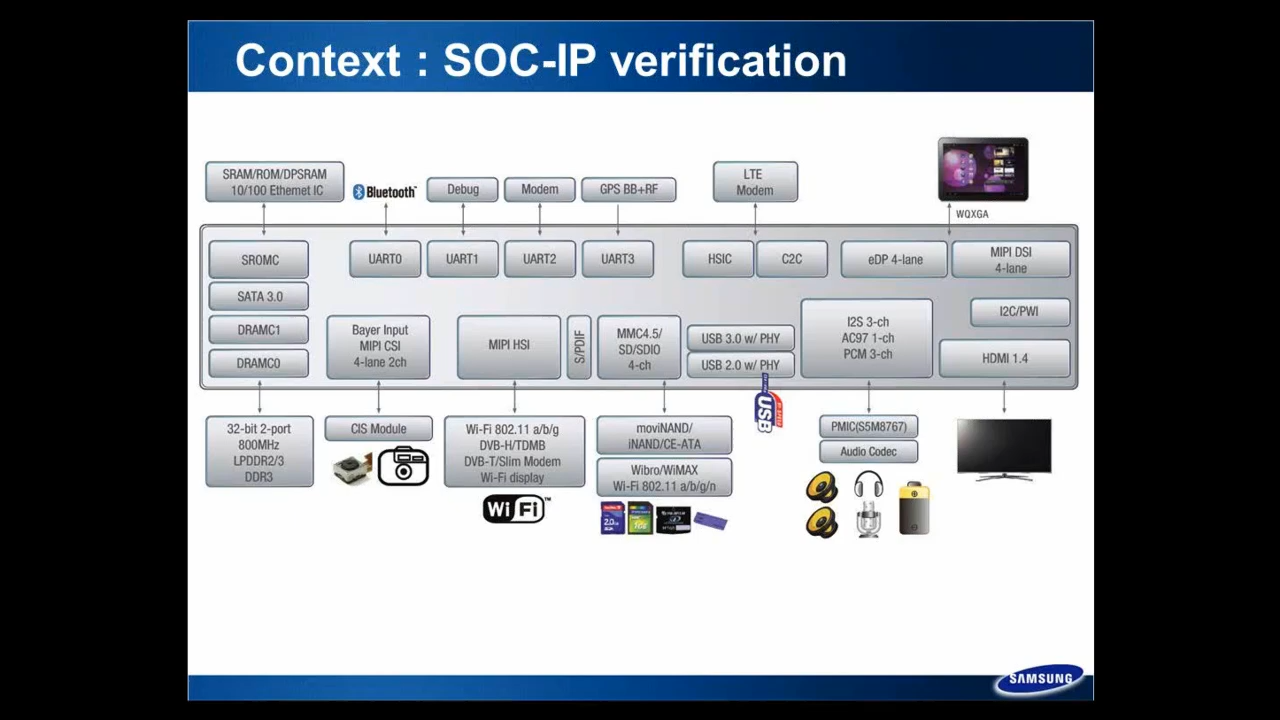 Context : SOC-IP verification
SRAM/ROM/DPSRAM
10/100 Ethernet IC
Bluetooth
Debug
Modem
GPS BB+RF
LTE
Modem
WQXGA
SROMC
UART0
UART1
UART2
UART3
HSIC
C2C
eDP 4-lane
MIPI DSI
4-lane
SATA 3.0
DRAMC1
DRAMC0
Bayer Input
MIPI CSI
4-lane 2ch
MIPI HSI
S/PDIF
MMC4.5/
SD/SDIO
4-ch
USB 3.0 w/ PHY
USB 2.0 w/ PHY
I2S 3-ch
AC97 1-ch
PCM 3-ch
I2C/PWI
HDMI 1.4
USB
32-bit 2-port
800MHz
LPDDR2/3
DDR3
CIS Module
Wi-Fi 802.11 a/b/g
DVB-H/TDMB
DVB-T/Slim Modem
Wi-Fi display
Wi Fi™
moviNAND/
iNAND/CE-ATA
Wibro/WiMAX
Wi-Fi 802.11 a/b/g/n
PMIC(S5M8767)
Audio Codec
SAMSUNG